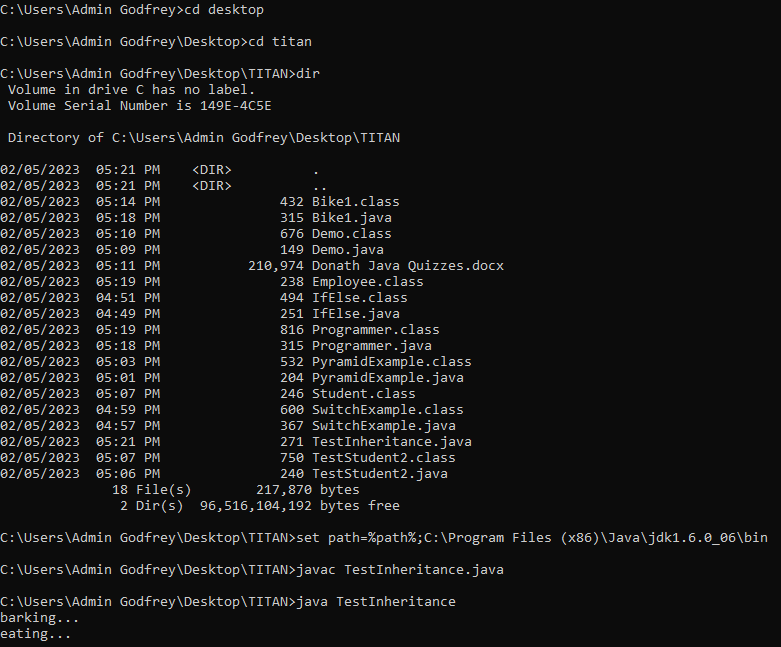 C:\Users\Admin Godfrey>cd desktop
C:\Users\Admin Godfrey\Desktop>cd titan
C:\Users\Admin Godfrey\Desktop\TITAN>dir
 Volume in drive C has no label.
 Volume Serial Number is 149E-4C5E
 Directory of C:\Users\Admin Godfrey\Desktop\TITAN
02/05/2023  05:21 PM    <DIR>          .
02/05/2023  05:21 PM    <DIR>          ..
02/05/2023  05:14 PM               432 Bike1.class
02/05/2023  05:18 PM               315 Bike1.java
02/05/2023  05:10 PM               676 Demo.class
02/05/2023  05:09 PM               149 Demo.java
02/05/2023  05:11 PM           210,974 Donath Java Quizzes.docx
02/05/2023  05:19 PM               238 Employee.class
02/05/2023  04:51 PM               494 IfElse.class
02/05/2023  04:49 PM               251 IfElse.java
02/05/2023  05:19 PM               816 Programmer.class
02/05/2023  05:18 PM               315 Programmer.java
02/05/2023  05:03 PM               532 PyramidExample.class
02/05/2023  05:01 PM               204 PyramidExample.java
02/05/2023  05:07 PM               246 Student.class
02/05/2023  04:59 PM               600 SwitchExample.class
02/05/2023  04:57 PM               367 SwitchExample.java
02/05/2023  05:21 PM               271 TestInheritance.java
02/05/2023  05:07 PM               750 TestStudent2.class
02/05/2023  05:06 PM               240 TestStudent2.java
              18 File(s)        217,870 bytes
               2 Dir(s)  96,516,104,192 bytes free
C:\Users\Admin Godfrey\Desktop\TITAN>set path=%path%;C:\Program Files (x86)\Java\jdk1.6.0_06\bin
C:\Users\Admin Godfrey\Desktop\TITAN>javac TestInheritance.java
C:\Users\Admin Godfrey\Desktop\TITAN>java TestInheritance
barking...
eating...